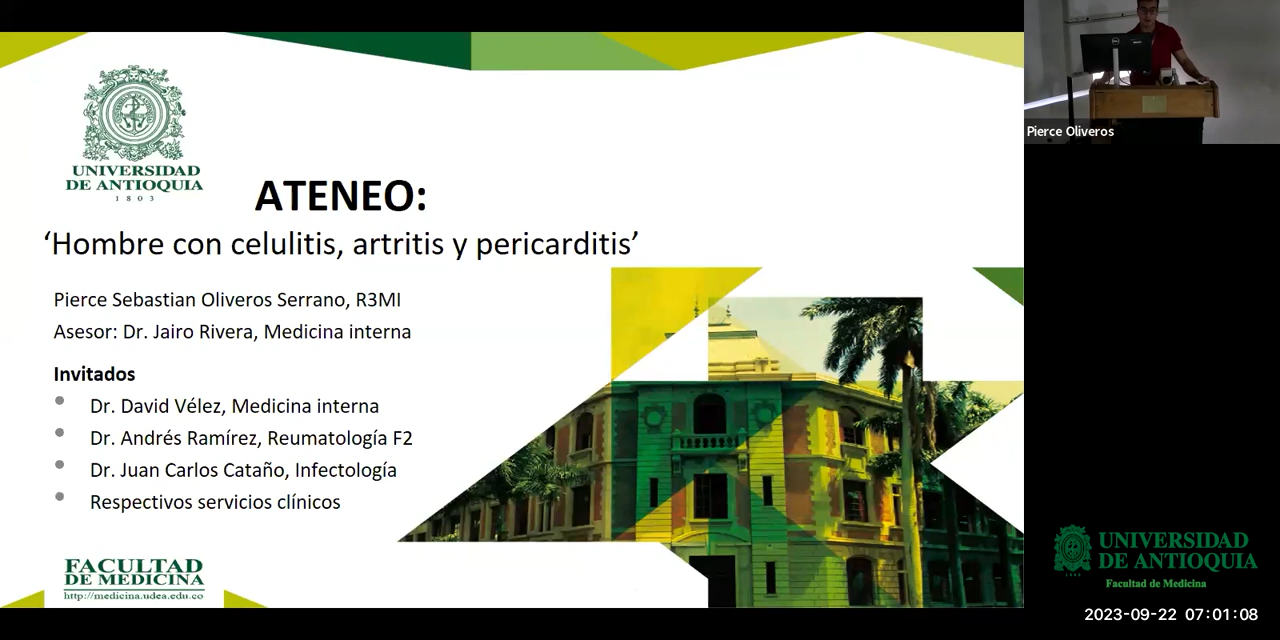 UNIVERSIDAD
DE ANTIOQUIA
1803
ATENEO:
‘Hombre con celulitis, artritis y pericarditis’
Pierce Sebastian Oliveros Serrano, R3MI
Asesor: Dr. Jairo Rivera, Medicina interna
Invitados
Dr. David Vélez, Medicina interna
Dr. Andrés Ramírez, Reumatología F2
Dr. Juan Carlos Cataño, Infectología
Respectivos servicios clínicos
FACULTAD
DE MEDICINA
http://medicina.udea.edu.co
Pierce Oliveros
UNIVERSIDAD
DE ANTIOQUIA
Facultad de Medicina
2023-09-22 07:01:08